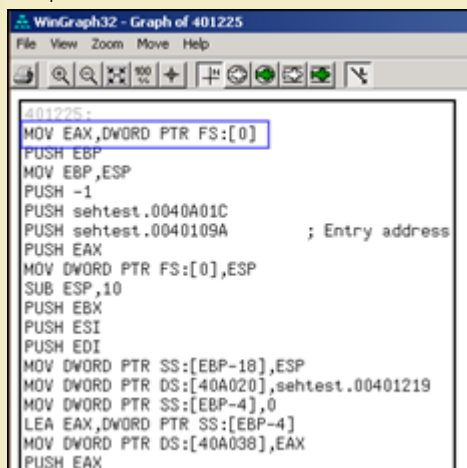 WinGraph32 - Graph of 401225
File View Zoom Move Help
100 %
401225:
MOV EAX,DWORD PTR FS:[0]
PUSH EBP
MOV EBP,ESP
PUSH -1
PUSH sehtest.0040A01C
PUSH sehtest.0040109A ; Entry address
PUSH EAX
MOV DWORD PTR FS:[0],ESP
SUB ESP,10
PUSH EBX
PUSH ESI
PUSH EDI
MOV DWORD PTR SS:[EBP-18],ESP
MOV DWORD PTR DS:[40A020],sehtest.00401219
MOV DWORD PTR SS:[EBP-4],0
LEA EAX,DWORD PTR SS:[EBP-4]
MOV DWORD PTR DS:[40A038],EAX
PUSH EAX